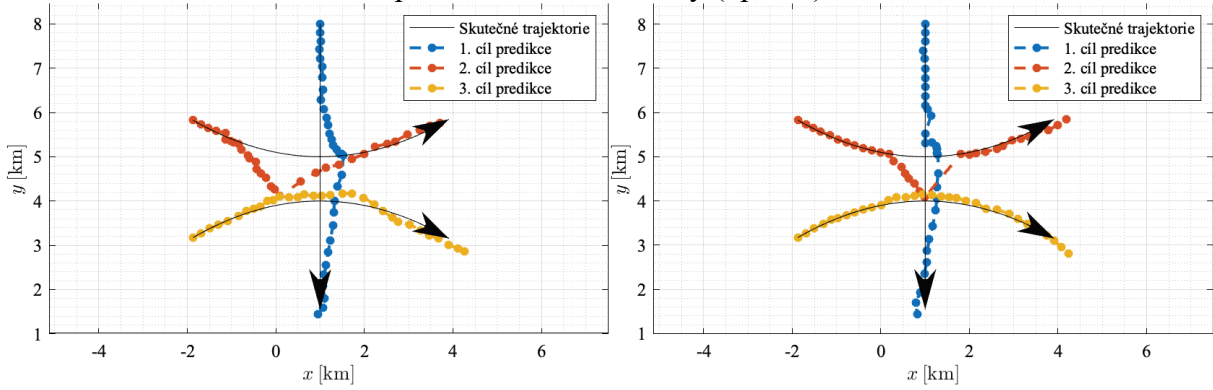 8
7
6
5
4
3
2
1
y [km]
-4
-2
0
2
4
6
x [km]
Skutečné trajektorie
1. cíl predikce
2. cíl predikce
3. cíl predikce
8
7
6
5
4
3
2
1
y [km]
-4
-2
0
2
4
6
x [km]
Skutečné trajektorie
1. cíl predikce
2. cíl predikce
3. cíl predikce